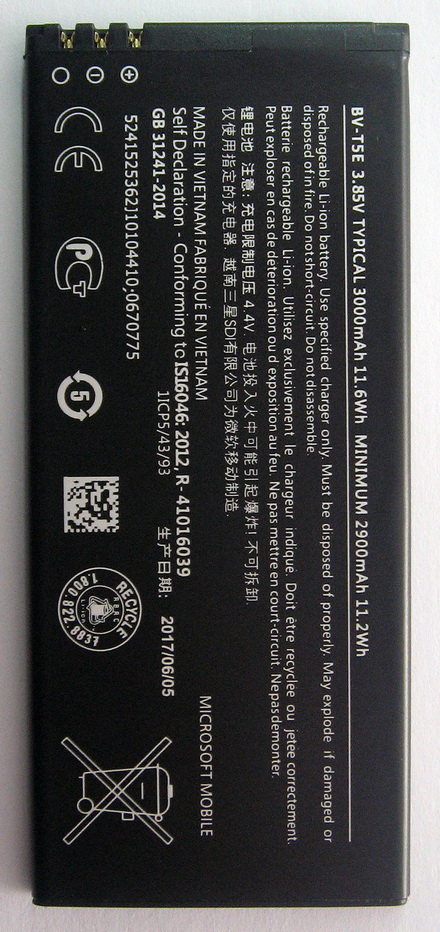 BV-T5E 3.85V TYPICAL 3000mAh 11.6Wh MINIMUM 2900mAh 11.2Wh
Rechargeable Li-ion battery. Use specified charger only. Must be disposed of properly. May explode if damaged or
disposed of in fire. Do not short-circuit. Do not disassemble.
Batterie rechargeable Li-ion. Utilisez exclusivement le chargeur indiqué. Doit être recyclée ou jetée correctement.
Peut exploser en cas de détérioration ou d'exposition au feu. Ne pas mettre en court-circuit. Ne pas démonter.
锂电池 注意: 充电限制电压 4.4V. 电池投入火中可能引起爆炸! 不可拆卸.
仅使用指定的充电器. 越南三星SDI有限公司为微软移动制造.
MADE IN VIETNAM FABRIQUÉ EN VIETNAM
MICROSOFT MOBILE
Self Declaration - Conforming to IS16046: 2012, R- 41016039
GB 31241-2014
1ICP5/43/93
生产日期: 2017/06/05
5241525362J10104410,0670775
CE
5
RBRC
Li-ion
RECYCLE
1.800.822.8837